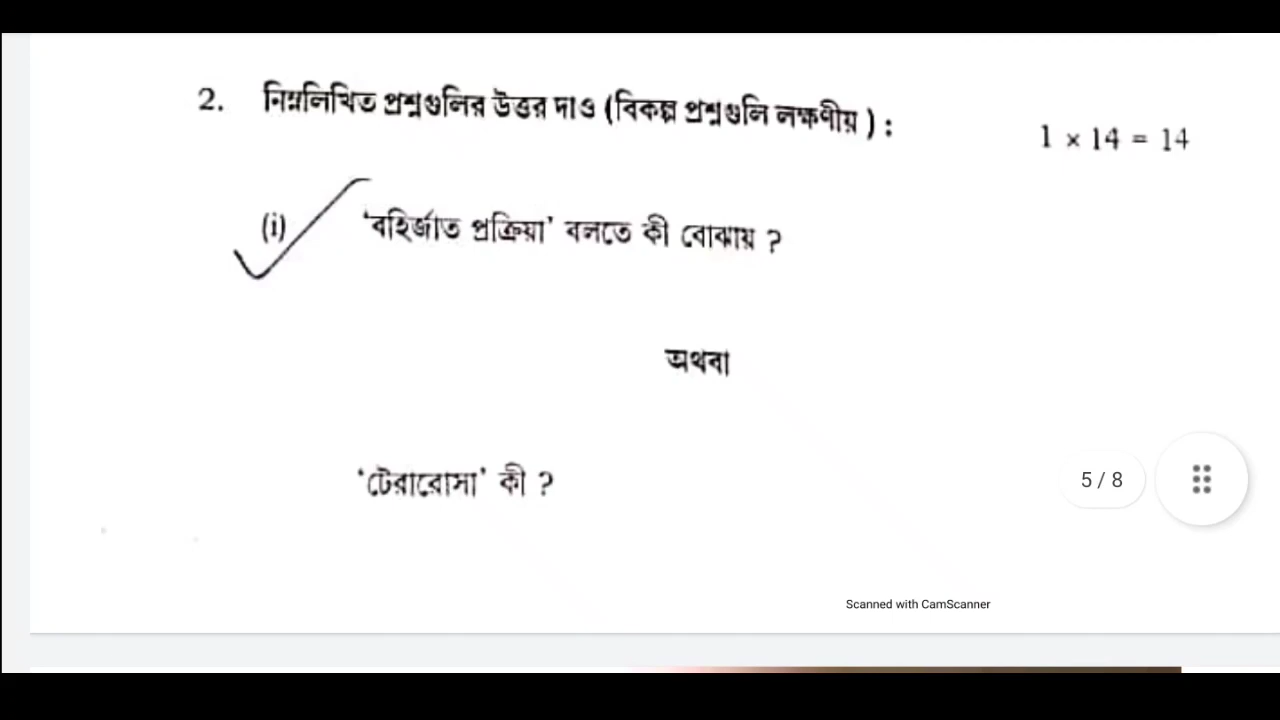 2. নিম্নলিখিত প্রশ্নগুলির উত্তর দাও (বিকল্প প্রশ্নগুলি লক্ষণীয়) :
1 × 14 = 14
(i) 'বহির্জাত প্রক্রিয়া' বলতে কী বোঝায় ?
অথবা
'টেরারোসা' কী ?
5 / 8
Scanned with CamScanner